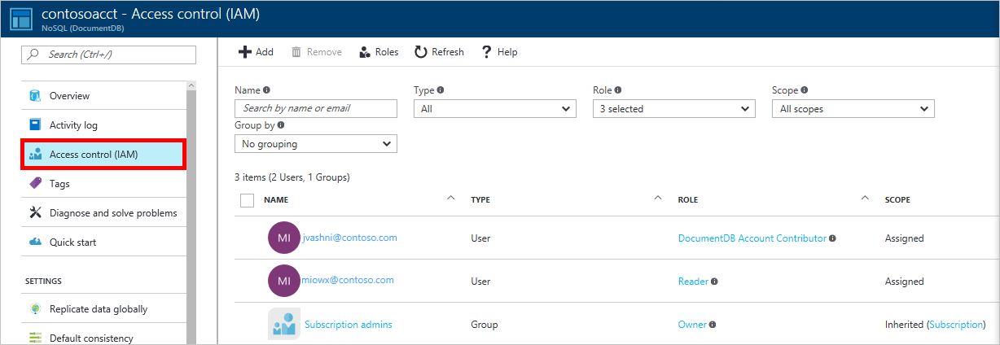 contosoacct - Access control (IAM)
NoSQL (DocumentDB)
Search (Ctrl+/)
Overview
Activity log
Access control (IAM)
Tags
Diagnose and solve problems
Quick start
SETTINGS
Replicate data globally
Default consistency
Add Remove Roles Refresh Help
Name Type Role Scope
Search by name or email All 3 selected All scopes
Group by
No grouping
3 items (2 Users, 1 Groups)
NAME TYPE ROLE SCOPE
MI jvashni@contoso.com User DocumentDB Account Contributor Assigned
MI miowx@contoso.com User Reader Assigned
Subscription admins Group Owner Inherited (Subscription)